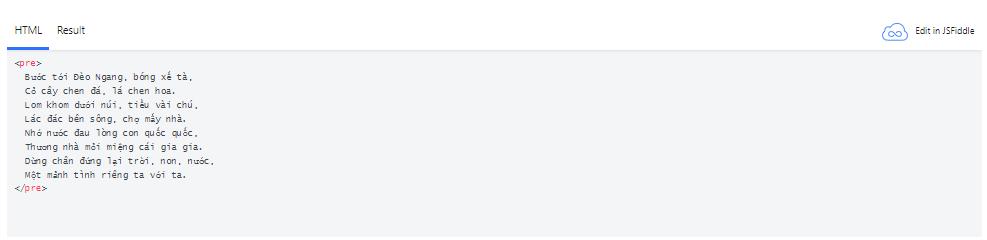 HTML Result Edit in JSFiddle
<pre>
Bước tới Đèo Ngang, bóng xế tà,
Cỏ cây chen đá, lá chen hoa.
Lom khom dưới núi, tiều vài chú,
Lác đác bên sông, chợ mấy nhà.
Nhớ nước đau lòng con quốc quốc,
Thương nhà mỏi miệng cái gia gia.
Dừng chân đứng lại trời, non, nước,
Một mảnh tình riêng ta với ta.
</pre>